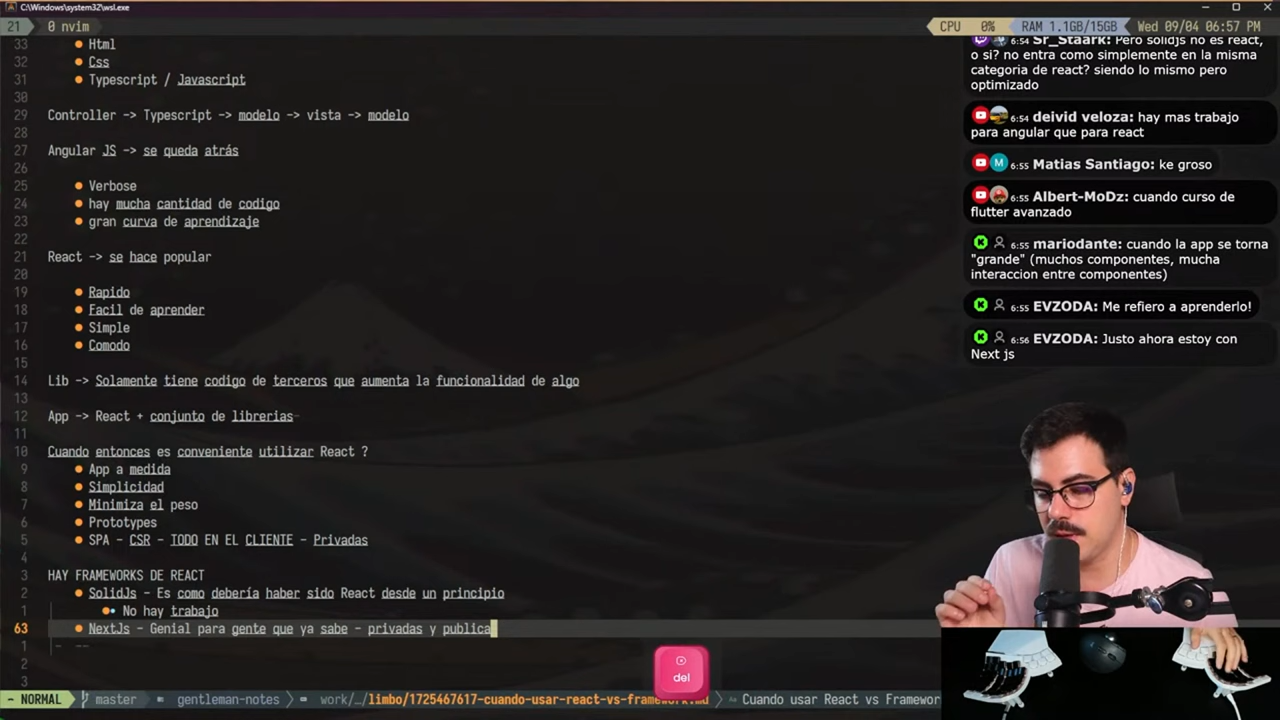 C:\Windows\system32\wsl.exe
21 0 nvim
CPU 0% RAM 1.1GB/15GB Wed 09/04 06:57 PM
33 Html
32 Css
31 Typescript / Javascript
30
29 Controller -> Typescript -> modelo -> vista -> modelo
28
27 Angular JS -> se queda atrás
26
25 Verbose
24 hay mucha cantidad de codigo
23 gran curva de aprendizaje
22
21 React -> se hace popular
20
19 Rapido
18 Facil de aprender
17 Simple
16 Comodo
15
14 Lib -> Solamente tiene codigo de terceros que aumenta la funcionalidad de algo
13
12 App -> React + conjunto de librerias-
11
10 Cuando entonces es conveniente utilizar React ?
9 App a medida
8 Simplicidad
7 Minimiza el peso
6 Prototypes
5 SPA - CSR - TODO EN EL CLIENTE - Privadas
4
3 HAY FRAMEWORKS DE REACT
2 SolidJs - Es como debería haber sido React desde un principio
1 No hay trabajo
63 NextJs - Genial para gente que ya sabe - privadas y publica
1 - --
2
3
- NORMAL master gentleman-notes work/…/limbo/1725467617-cuando-usar-react-vs-framework.md Cuando usar React vs Framewor
6:54 Sr_Staark: Pero solidjs no es react,
o si? no entra como simplemente en la misma
categoria de react? siendo lo mismo pero
optimizado
6:54 deivid veloza: hay mas trabajo
para angular que para react
6:55 Matias Santiago: ke groso
6:55 Albert-MoDz: cuando curso de
flutter avanzado
6:55 mariodante: cuando la app se torna
"grande" (muchos componentes, mucha
interaccion entre componentes)
6:55 EVZODA: Me refiero a aprenderlo!
6:56 EVZODA: Justo ahora estoy con
Next js
del